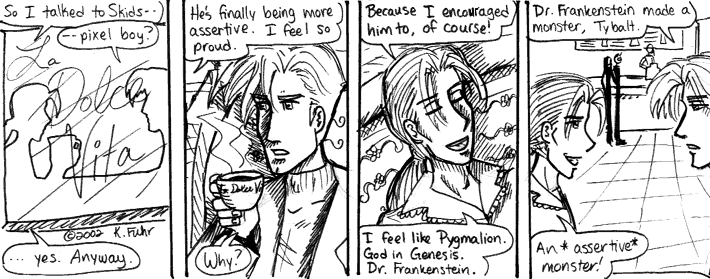 So I talked to Skids--
--pixel boy?
La
Dolce
Vita
... yes. Anyway.
©2002 K. Fuhr
He's finally being more
assertive. I feel so
proud.
La Dolce Vi
Why?
Because I encouraged
him to, of course!
I feel like Pygmalion.
God in Genesis.
Dr. Frankenstein.
Dr. Frankenstein made a
monster, Tybalt.
An *assertive*
monster!